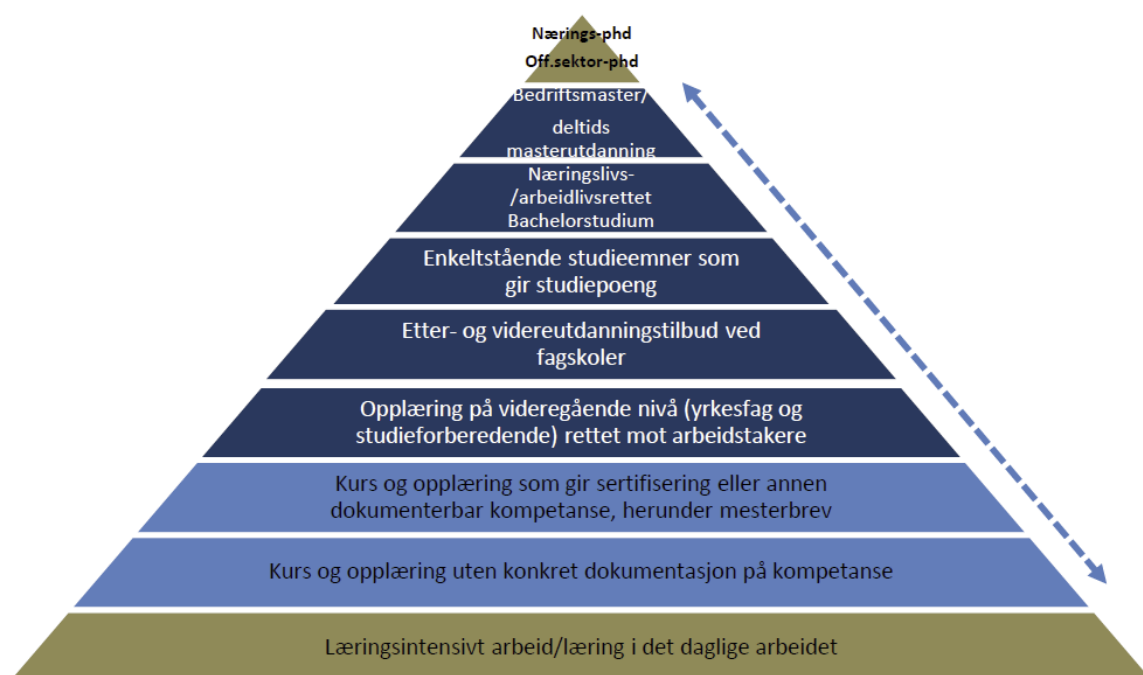 Nærings-phd
Off.sektor-phd
Bedriftsmaster/
deltids
masterutdanning
Næringslivs-
/arbeidlivsrettet
Bachelorstudium
Enkeltstående studieemner som
gir studiepoeng
Etter- og videreutdanningstilbud ved
fagskoler
Opplæring på videregående nivå (yrkesfag og
studieforberedende) rettet mot arbeidstakere
Kurs og opplæring som gir sertifisering eller annen
dokumenterbar kompetanse, herunder mesterbrev
Kurs og opplæring uten konkret dokumentasjon på kompetanse
Læringsintensivt arbeid/læring i det daglige arbeidet